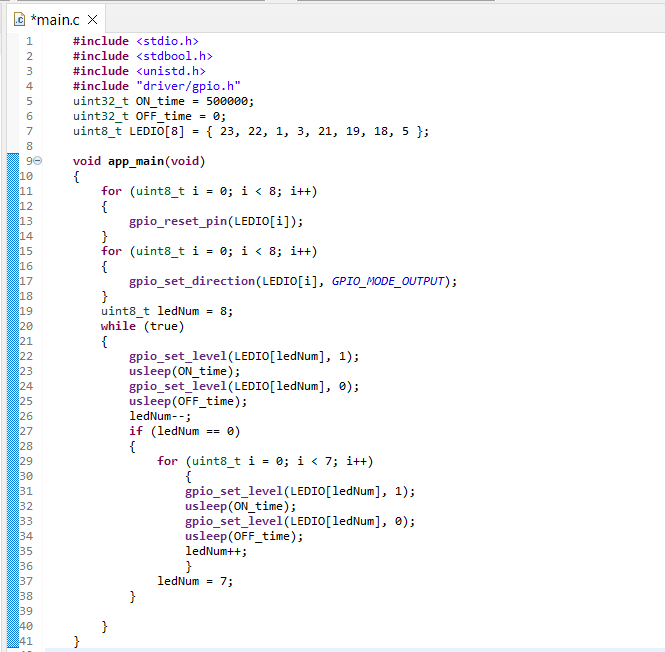 *main.c
1 #include <stdio.h>
2 #include <stdbool.h>
3 #include <unistd.h>
4 #include "driver/gpio.h"
5 uint32_t ON_time = 500000;
6 uint32_t OFF_time = 0;
7 uint8_t LEDIO[8] = { 23, 22, 1, 3, 21, 19, 18, 5 };
8
9 void app_main(void)
10 {
11     for (uint8_t i = 0; i < 8; i++)
12     {
13         gpio_reset_pin(LEDIO[i]);
14     }
15     for (uint8_t i = 0; i < 8; i++)
16     {
17         gpio_set_direction(LEDIO[i], GPIO_MODE_OUTPUT);
18     }
19     uint8_t ledNum = 8;
20     while (true)
21     {
22         gpio_set_level(LEDIO[ledNum], 1);
23         usleep(ON_time);
24         gpio_set_level(LEDIO[ledNum], 0);
25         usleep(OFF_time);
26         ledNum--;
27         if (ledNum == 0)
28         {
29             for (uint8_t i = 0; i < 7; i++)
30                 {
31                 gpio_set_level(LEDIO[ledNum], 1);
32                 usleep(ON_time);
33                 gpio_set_level(LEDIO[ledNum], 0);
34                 usleep(OFF_time);
35                 ledNum++;
36                 }
37             ledNum = 7;
38         }
39
40     }
41 }